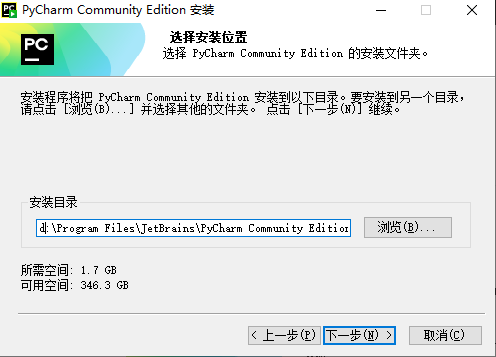 PC
PyCharm Community Edition 安装
PC
选择安装位置
选择 PyCharm Community Edition 的安装文件夹。
安装程序将把 PyCharm Community Edition 安装到以下目录。要安装到另一个目录,
请点击 [浏览(B)...] 并选择其他的文件夹。 点击 [下一步(N)] 继续。
安装目录
d:\Program Files\JetBrains\PyCharm Community Edition
浏览(B)...
所需空间: 1.7 GB
可用空间: 346.3 GB
< 上一步(P)
下一步(N) >
取消(C)